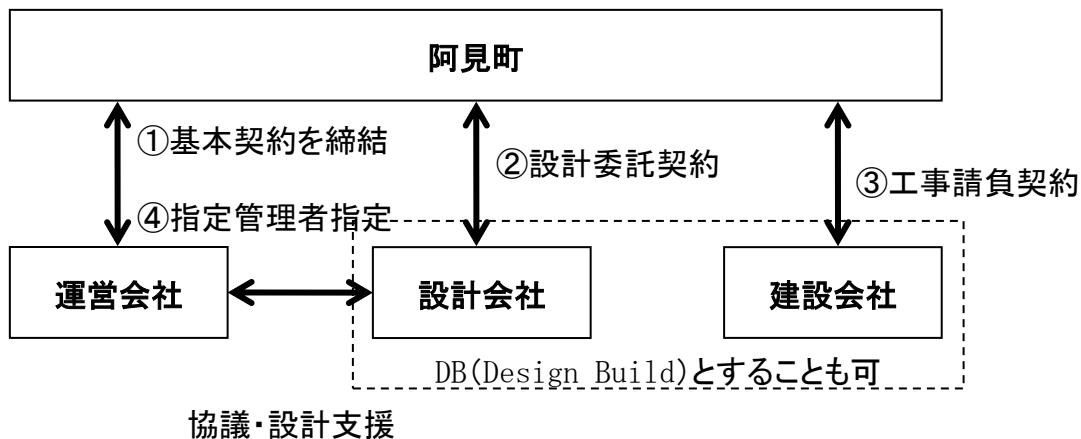 阿見町
①基本契約を締結
②設計委託契約
③工事請負契約
④指定管理者指定
運営会社
設計会社
建設会社
DB(Design Build)とすることも可
協議・設計支援